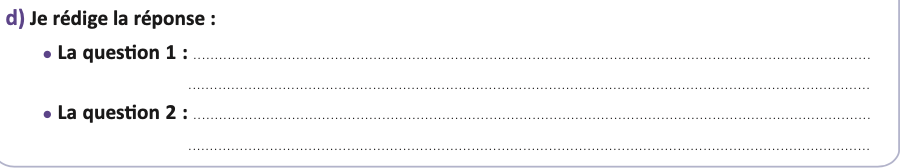 d) Je rédige la réponse :
• La question 1 : ........................................................................................................................
........................................................................................................................
• La question 2 : ........................................................................................................................
........................................................................................................................